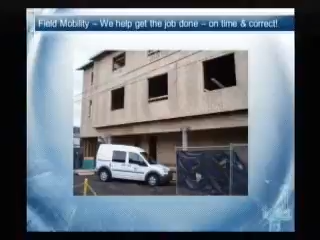 Field Mobility – We help get the job done – on time & correct!